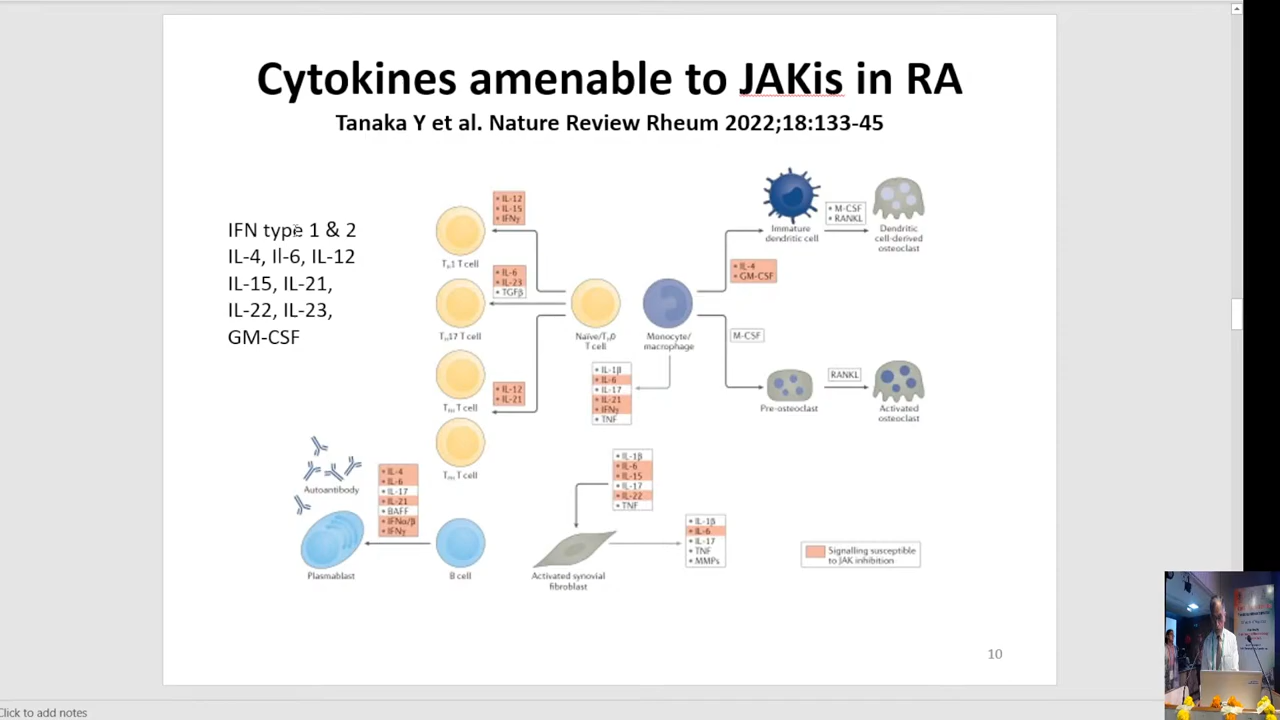 Cytokines amenable to JAKis in RA
Tanaka Y et al. Nature Review Rheum 2022;18:133-45
IFN type 1 & 2
IL-4, Il-6, IL-12
IL-15, IL-21,
IL-22, IL-23,
GM-CSF
• IL-12
• IL-15
• IFNγ
TH1 T cell
• IL-6
• IL-23
• TGFβ
TH17 T cell
• IL-12
• IL-21
T cell
T cell
Naive/TH0
T cell
Monocyte/
macrophage
• IL-1β
• IL-6
• IL-17
• IL-21
• IFNγ
• TNF
Immature
dendritic cell
• M-CSF
• RANKL
Dendritic
cell-derived
osteoclast
• IL-4
• GM-CSF
M-CSF
Pre-osteoclast
RANKL
Activated
osteoclast
Autoantibody
• IL-4
• IL-6
• IL-17
• IL-21
• BAFF
• IFNα/β
• IFNγ
Plasmablast
B cell
• IL-1β
• IL-6
• IL-15
• IL-17
• IL-22
• TNF
Activated synovial
fibroblast
• IL-1β
• IL-6
• IL-17
• TNF
• MMPs
Signalling susceptible
to JAK inhibition
10
Click to add notes